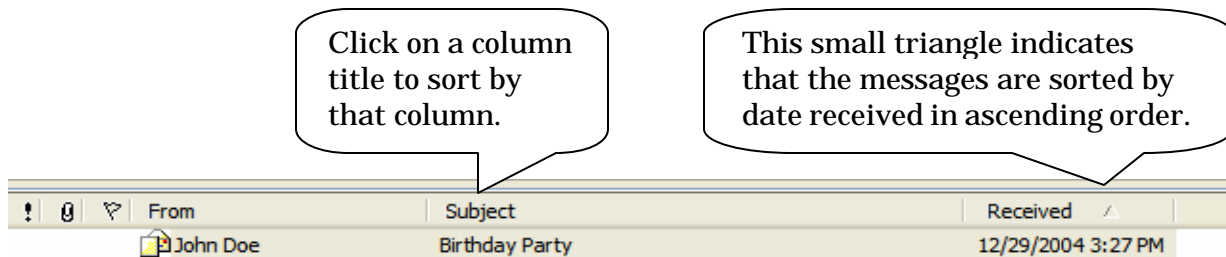 Click on a column
title to sort by
that column.
This small triangle indicates
that the messages are sorted by
date received in ascending order.
! From Subject Received
John Doe Birthday Party 12/29/2004 3:27 PM